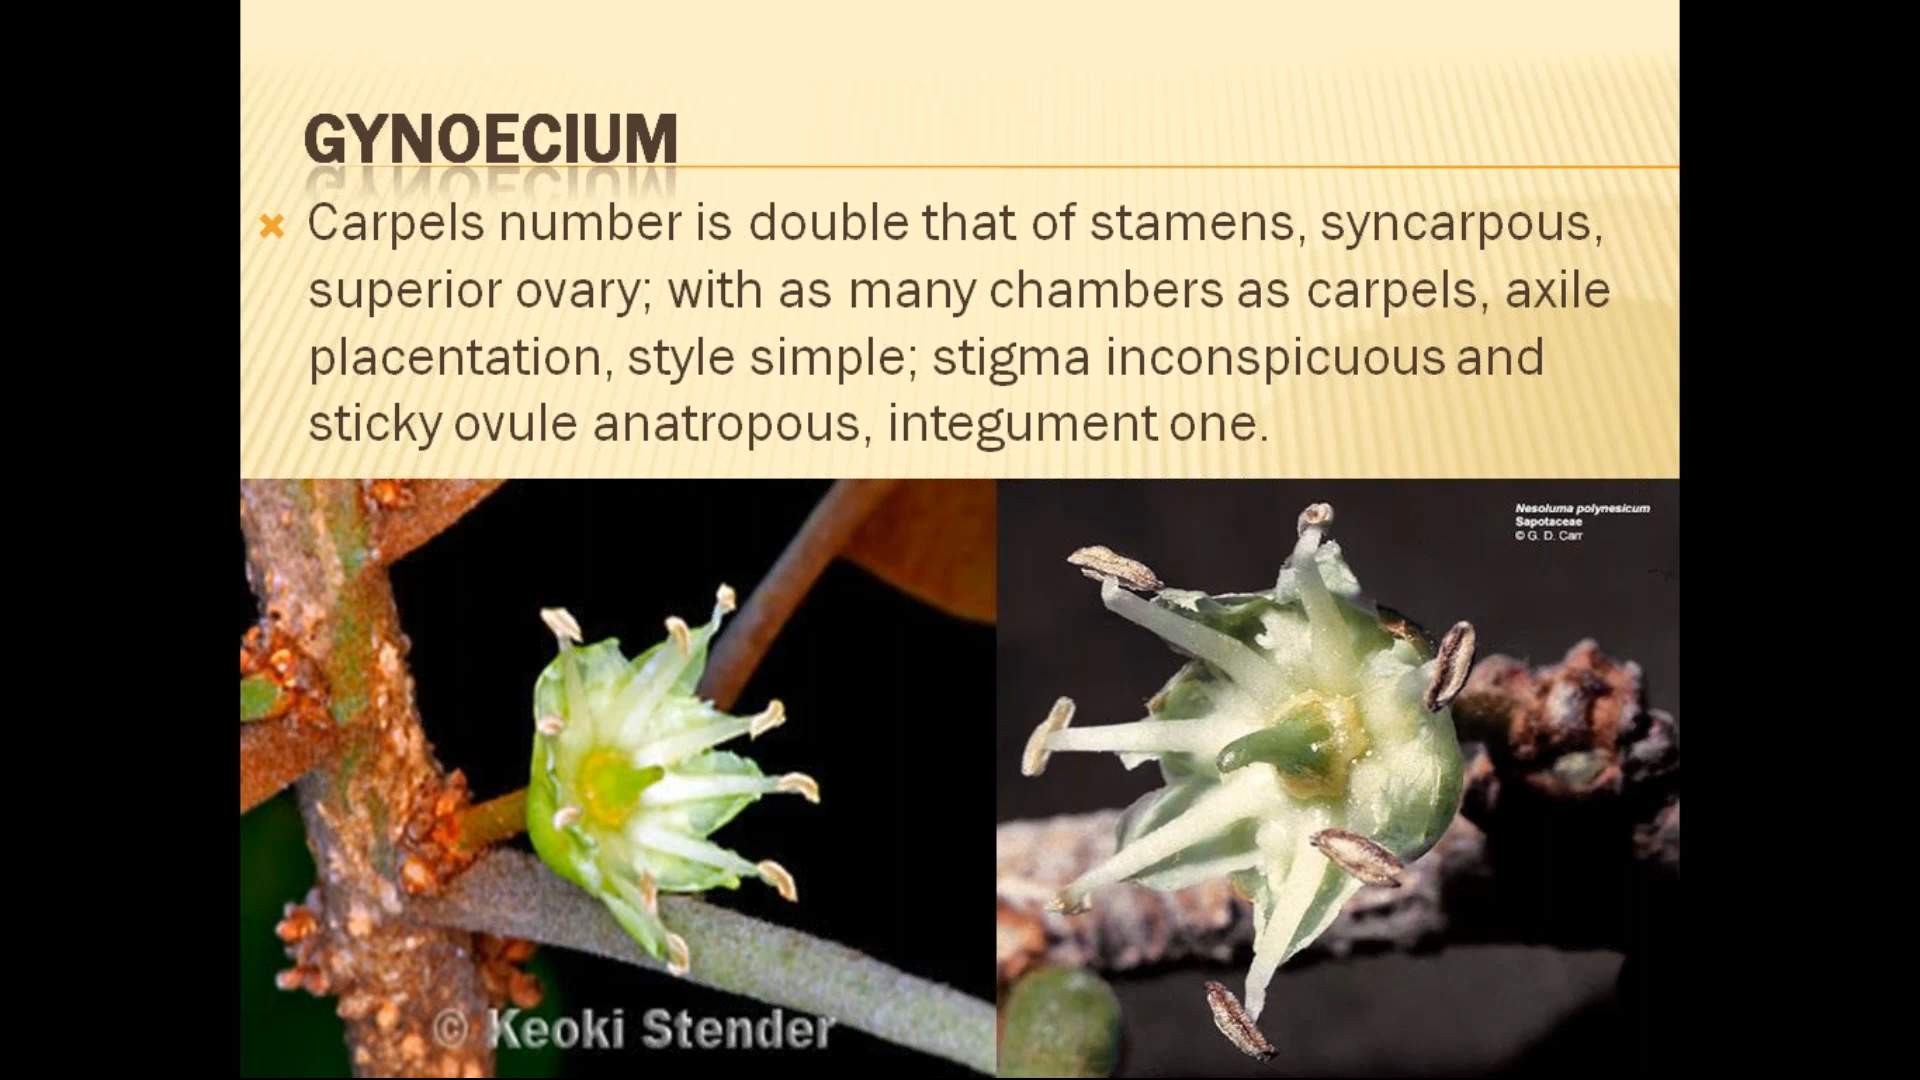 GYNOECIUM
Carpels number is double that of stamens, syncarpous,
superior ovary; with as many chambers as carpels, axile
placentation, style simple; stigma inconspicuous and
sticky ovule anatropous, integument one.
Nesoluma polynesicum
Sapotaceae
© G. D. Carr
© Keoki Stender